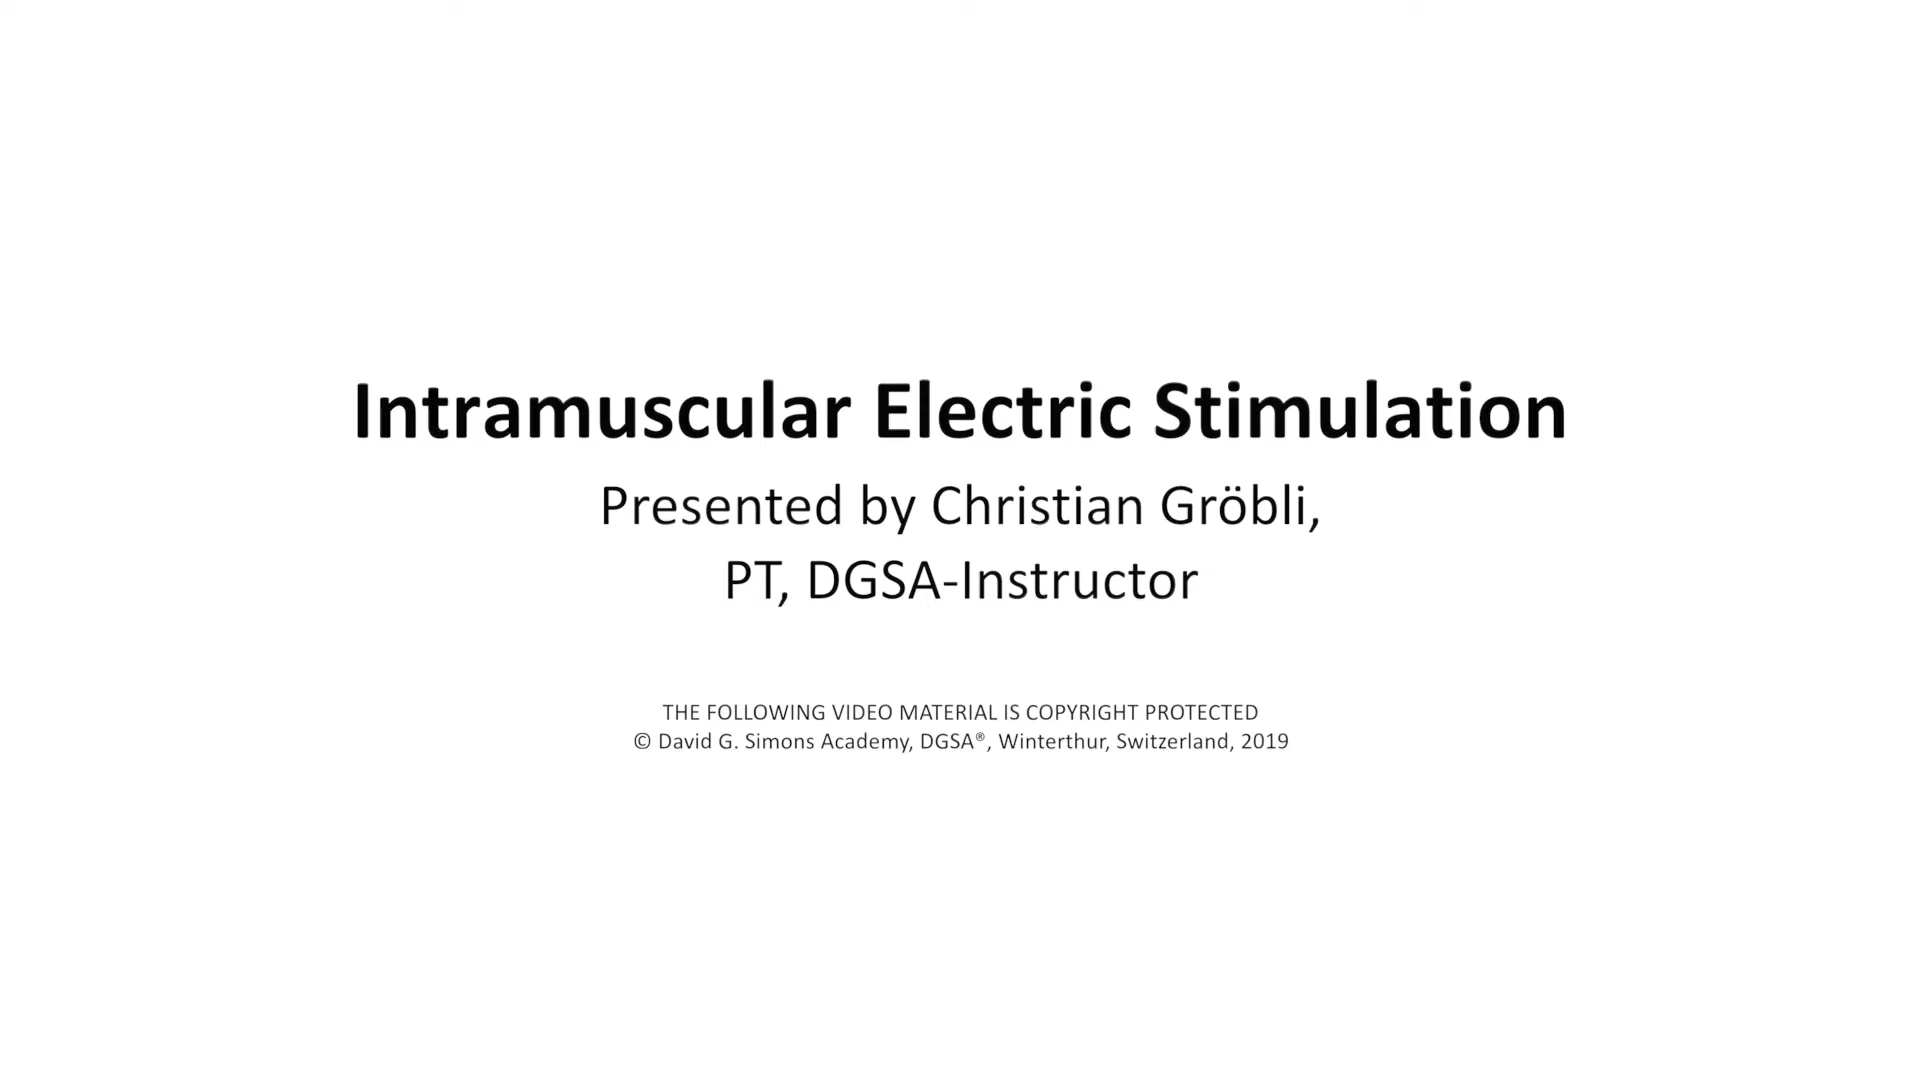 Intramuscular Electric Stimulation
Presented by Christian Gröbli,
PT, DGSA-Instructor
THE FOLLOWING VIDEO MATERIAL IS COPYRIGHT PROTECTED
© David G. Simons Academy, DGSA®, Winterthur, Switzerland, 2019